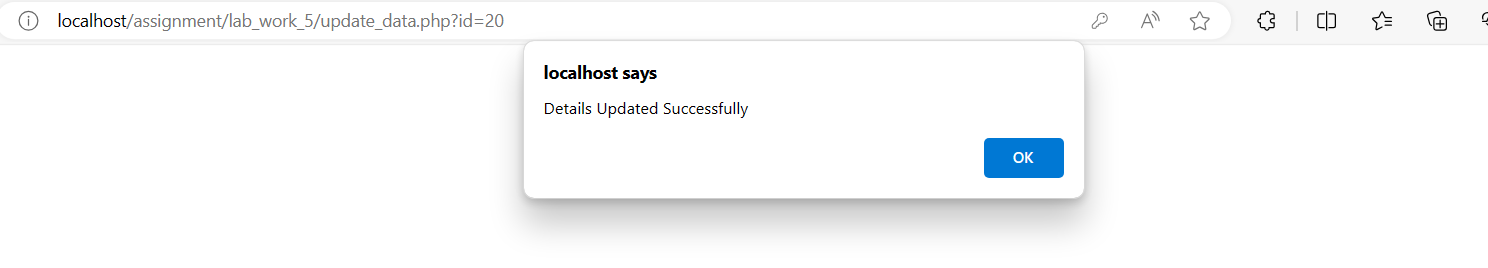 localhost/assignment/lab_work_5/update_data.php?id=20
localhost says
Details Updated Successfully
OK